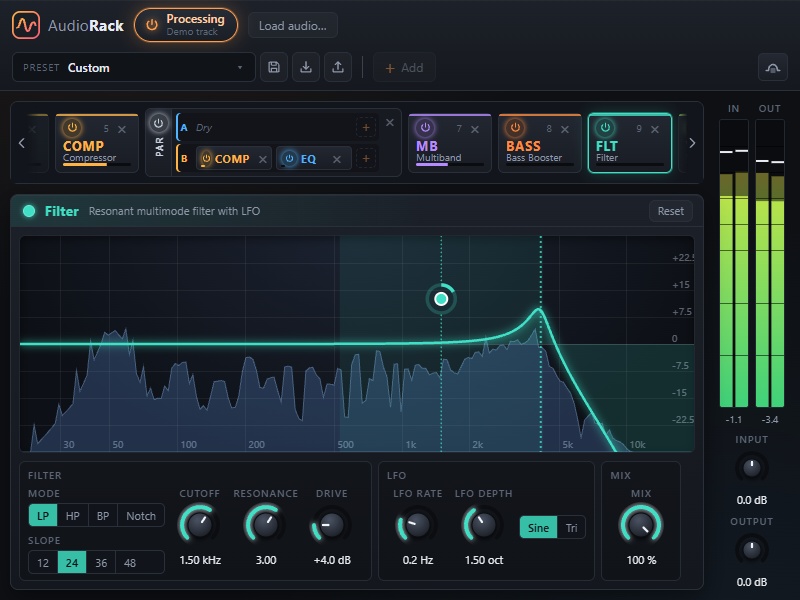 AudioRack
Processing
Demo track
Load audio...
PRESET Custom
+ Add
5
COMP
Compressor
PAR
A Dry
B COMP EQ
7
MB
Multiband
8
BASS
Bass Booster
9
FLT
Filter
Filter Resonant multimode filter with LFO
Reset
+22.5
+15
+7.5
0
-7.5
-15
-22.5
30 50 100 200 500 1k 2k 5k 10k
FILTER
MODE
LP HP BP Notch
SLOPE
12 24 36 48
CUTOFF
1.50 kHz
RESONANCE
3.00
DRIVE
+4.0 dB
LFO
LFO RATE
0.2 Hz
LFO DEPTH
1.50 oct
Sine Tri
MIX
MIX
100 %
IN OUT
-1.1 -3.4
INPUT
0.0 dB
OUTPUT
0.0 dB